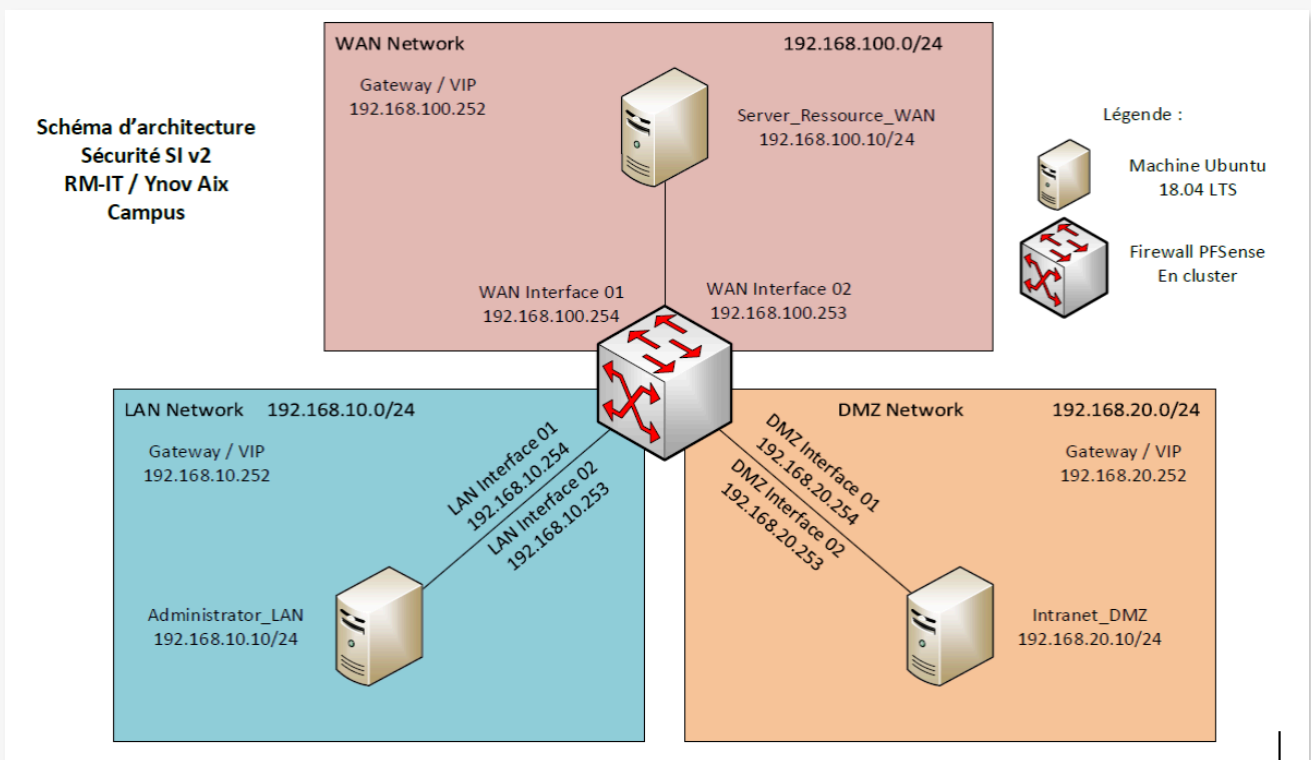 WAN Network
192.168.100.0/24
Gateway / VIP
192.168.100.252
Server_Ressource_WAN
192.168.100.10/24
Schéma d’architecture
Sécurité SI v2
RM-IT / Ynov Aix
Campus
Légende :
Machine Ubuntu
18.04 LTS
Firewall PFSense
En cluster
WAN Interface 01
192.168.100.254
WAN Interface 02
192.168.100.253
LAN Network
192.168.10.0/24
Gateway / VIP
192.168.10.252
LAN Interface 01
192.168.10.254
LAN Interface 02
192.168.10.253
Administrator_LAN
192.168.10.10/24
DMZ Network
192.168.20.0/24
Gateway / VIP
192.168.20.252
DMZ Interface 01
192.168.20.254
DMZ Interface 02
192.168.20.253
Intranet_DMZ
192.168.20.10/24